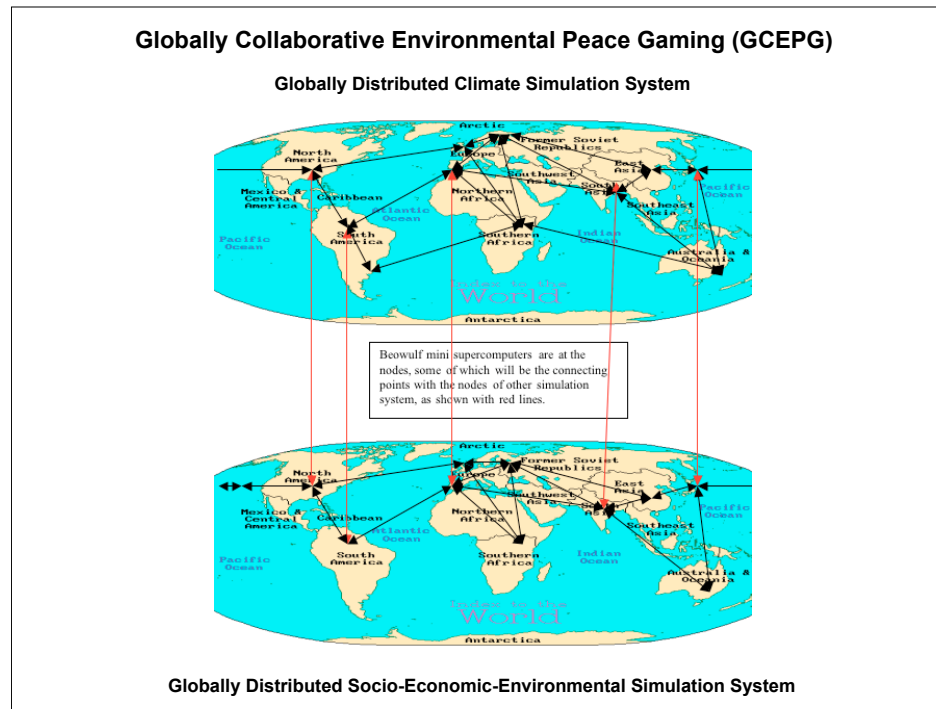 Globally Collaborative Environmental Peace Gaming (GCEPG)
Globally Distributed Climate Simulation System
Arctic
North
America
Europe
Former Soviet
Republics
East
Asia
Southwest
Asia
South
Asia
Mexico &
Central
America
Caribbean
Northern
Africa
Atlantic
Ocean
Southeast
Asia
Pacific
Ocean
Pacific
Ocean
South
America
Southern
Africa
Indian
Ocean
Australia &
Oceania
Index to the
World
Antarctica
Beowulf mini supercomputers are at the
nodes, some of which will be the connecting
points with the nodes of other simulation
system, as shown with red lines.
Arctic
North
America
Europe
Former Soviet
Republics
East
Asia
Southwest
Asia
South
Asia
Mexico &
Central
America
Caribbean
Northern
Africa
Atlantic
Ocean
Southeast
Asia
Pacific
Ocean
Pacific
Ocean
South
America
Southern
Africa
Indian
Ocean
Australia &
Oceania
Index to the
World
Antarctica
Globally Distributed Socio-Economic-Environmental Simulation System